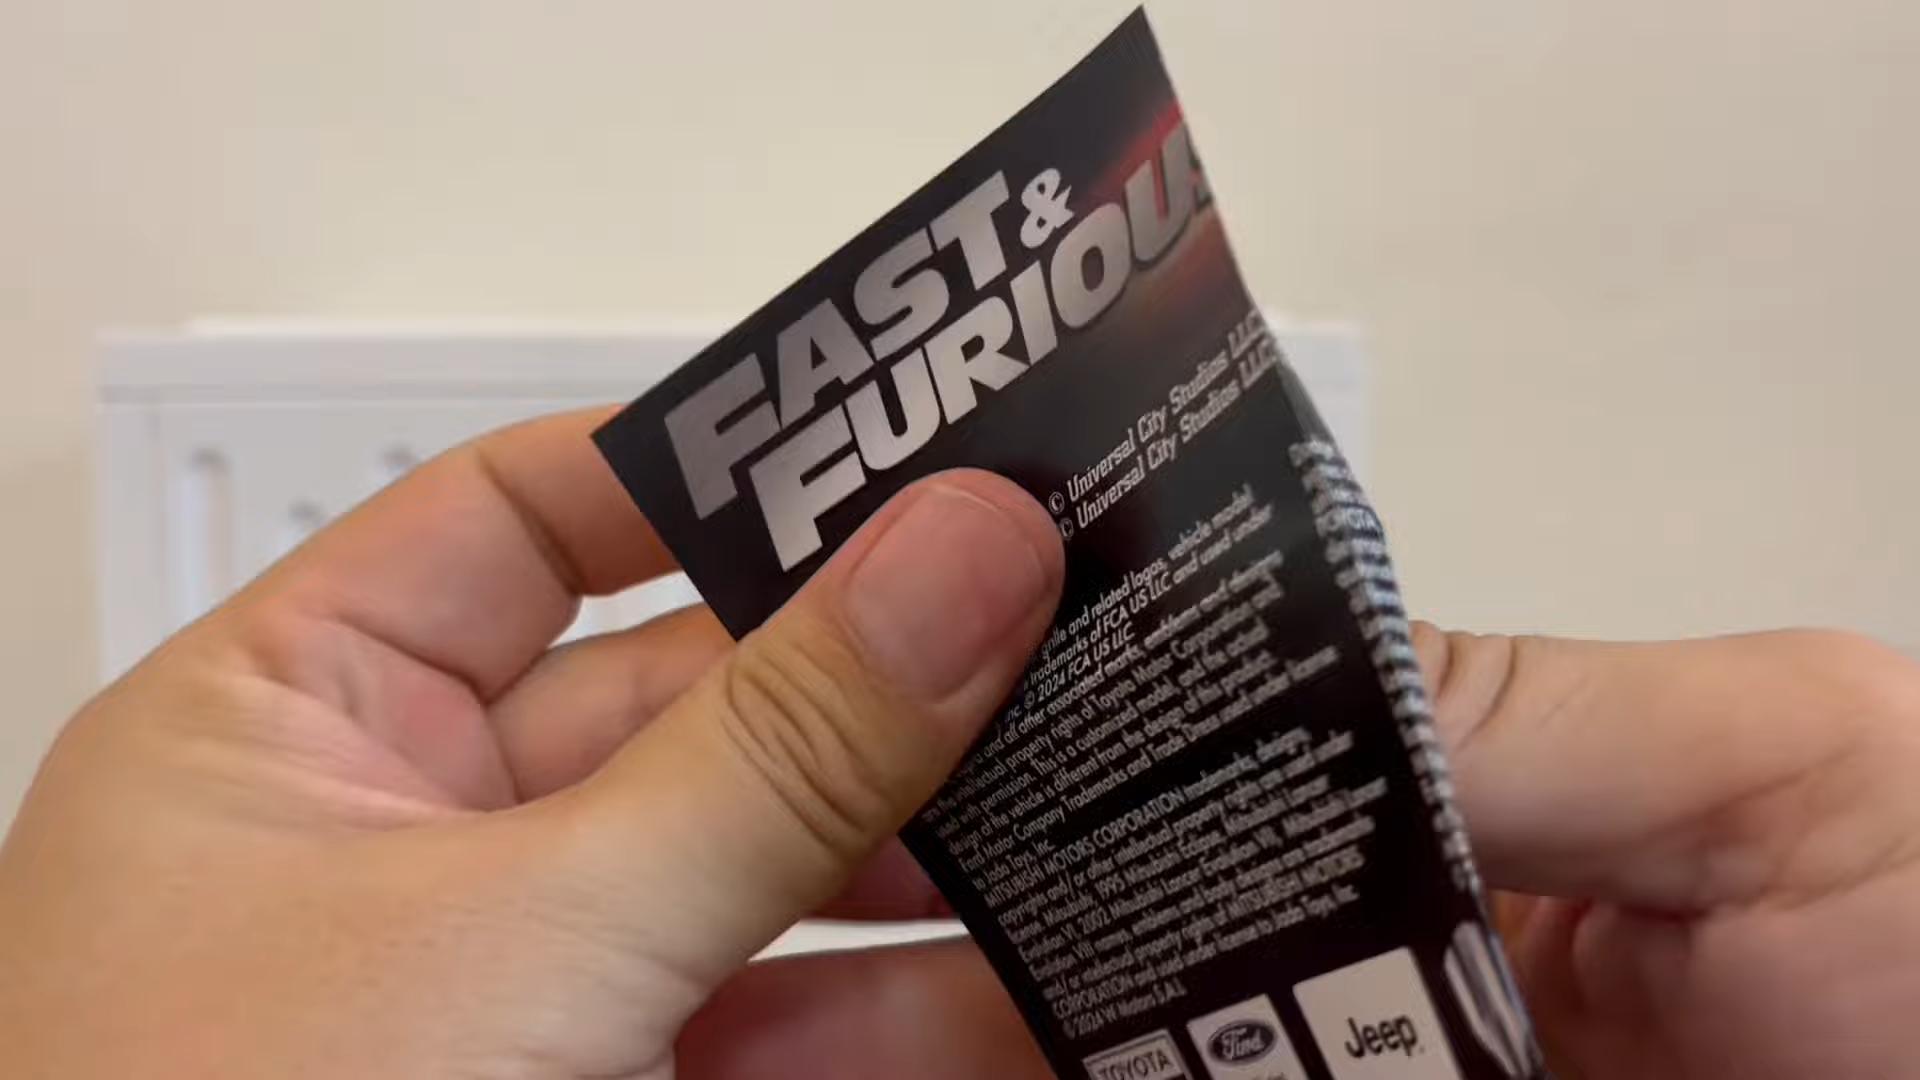 FAST &
FURIOUS
© Universal City Studios LLC
© Universal City Studios LLC
grille and related logos, vehicle model
trademarks of FCA US LLC and used under
© 2024 FCA US LLC
and all other associated marks, emblems and designs
intellectual property rights of Toyota Motor Corporation and
used with permission. This is a customized model, and the actual
design of the vehicle is different from the design of this product.
Ford Motor Company Trademarks and Trade Dress used under license
to Jada Toys, Inc
MITSUBISHI MOTORS CORPORATION trademarks, designs,
copyrights and/or other intellectual property rights are used under
license. Mitsubishi, 1995 Mitsubishi Eclipse, Mitsubishi Lancer
Evolution VI, 2002 Mitsubishi Lancer Evolution VII, Mitsubishi Lancer
Evolution VIII names, emblems and body designs are trademarks
and/or intellectual property rights of MITSUBISHI MOTORS
CORPORATION and used under license to Jada Toys, Inc
© 2024 W Motors S.A.L
TOYOTA
Ford
Jeep